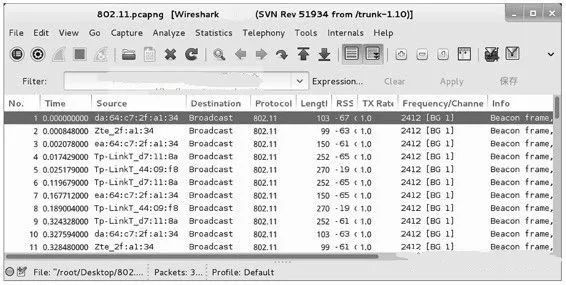 802.11.pcapng [Wireshark (SVN Rev 51934 from /trunk-1.10)]
File Edit View Go Capture Analyze Statistics Telephony Tools Internals Help
Filter: Expression... Clear Apply 保存
No. Time Source Destination Protocol Lengtl RSS TX Rate Frequency/Channe Info
1 0.000000000 da:64:c7:2f:a1:34 Broadcast 802.11 103 -67 c 1.0 2412 [BG 1] Beacon frame,
2 0.000848000 Zte_2f:a1:34 Broadcast 802.11 99 -63 c 1.0 2412 [BG 1] Beacon frame,
3 0.002078000 ea:64:c7:2f:a1:34 Broadcast 802.11 150 -61 c 1.0 2412 [BG 1] Beacon frame,
4 0.017429000 Tp-LinkT_d7:11:8a Broadcast 802.11 252 -65 c 1.0 2412 [BG 1] Beacon frame,
5 0.025179000 Tp-LinkT_44:09:f8 Broadcast 802.11 270 -19 c 1.0 2412 [BG 1] Beacon frame,
6 0.119679000 Tp-LinkT_d7:11:8a Broadcast 802.11 252 -65 c 1.0 2412 [BG 1] Beacon frame,
7 0.167712000 ea:64:c7:2f:a1:34 Broadcast 802.11 150 -61 c 1.0 2412 [BG 1] Beacon frame,
8 0.189004000 Tp-LinkT_44:09:f8 Broadcast 802.11 270 -19 c 1.0 2412 [BG 1] Beacon frame,
9 0.324328000 Tp-LinkT_d7:11:8a Broadcast 802.11 252 -61 c 1.0 2412 [BG 1] Beacon frame,
10 0.327594000 da:64:c7:2f:a1:34 Broadcast 802.11 103 -63 c 1.0 2412 [BG 1] Beacon frame,
11 0.328480000 Zte_2f:a1:34 Broadcast 802.11 99 -61 c 1.0 2412 [BG 1] Beacon frame,
File: "/root/Desktop/802.... Packets: 3... Profile: Default